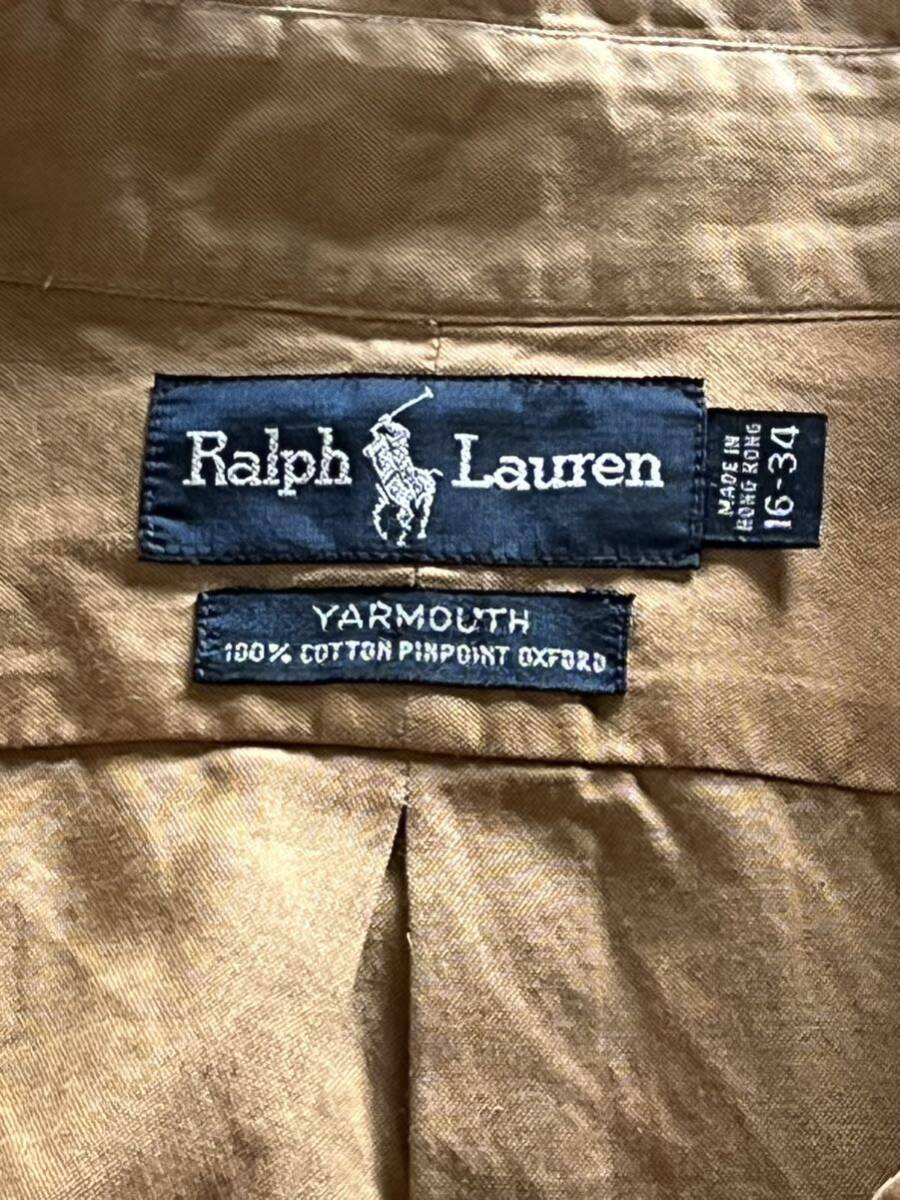 Ralph Lauren
MADE IN
HONG KONG
16-34
YARMOUTH
100% COTTON PINPOINT OXFORD